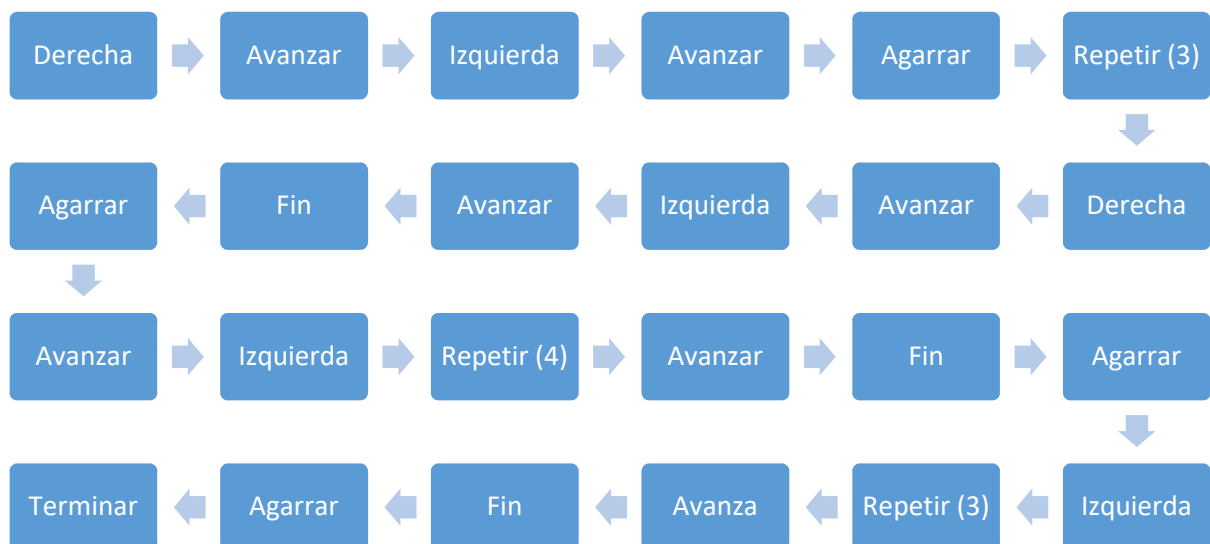 Derecha
Avanzar
Izquierda
Avanzar
Agarrar
Repetir (3)
Derecha
Avanzar
Izquierda
Avanzar
Fin
Agarrar
Avanzar
Izquierda
Repetir (4)
Avanzar
Fin
Agarrar
Izquierda
Repetir (3)
Avanza
Fin
Agarrar
Terminar